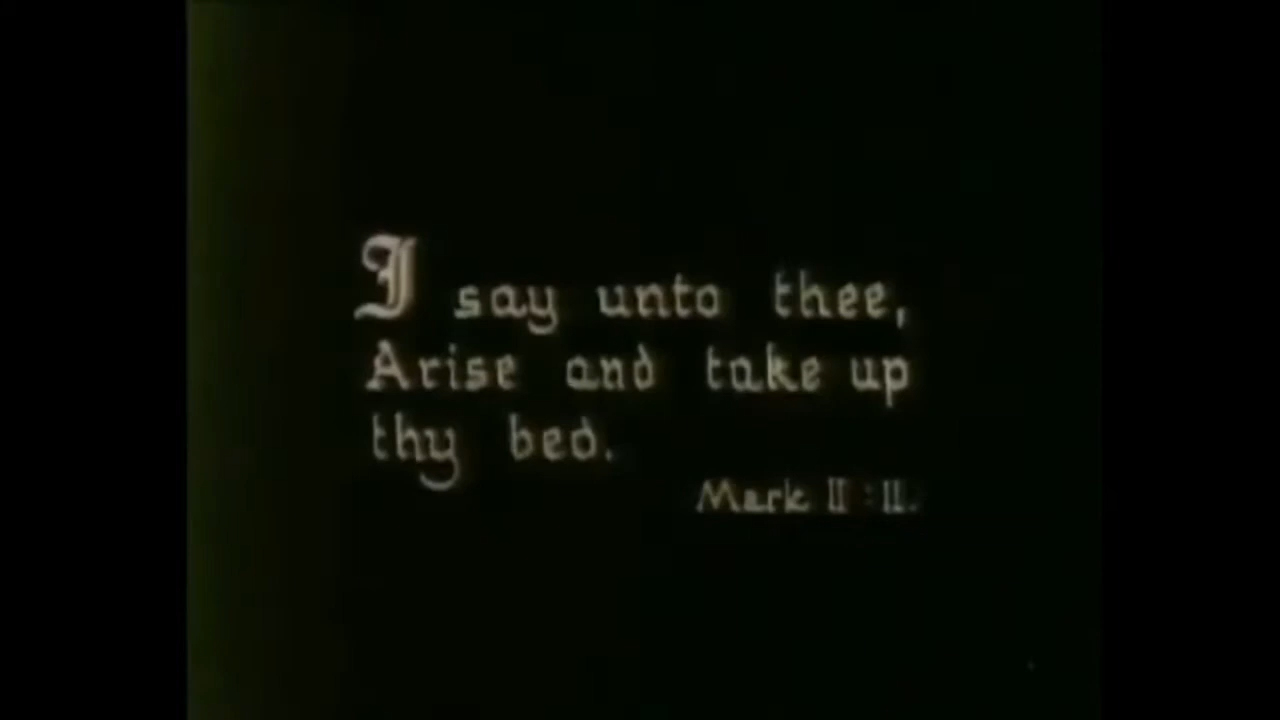 I say unto thee,
Arise and take up
thy bed.
Mark II : 11.